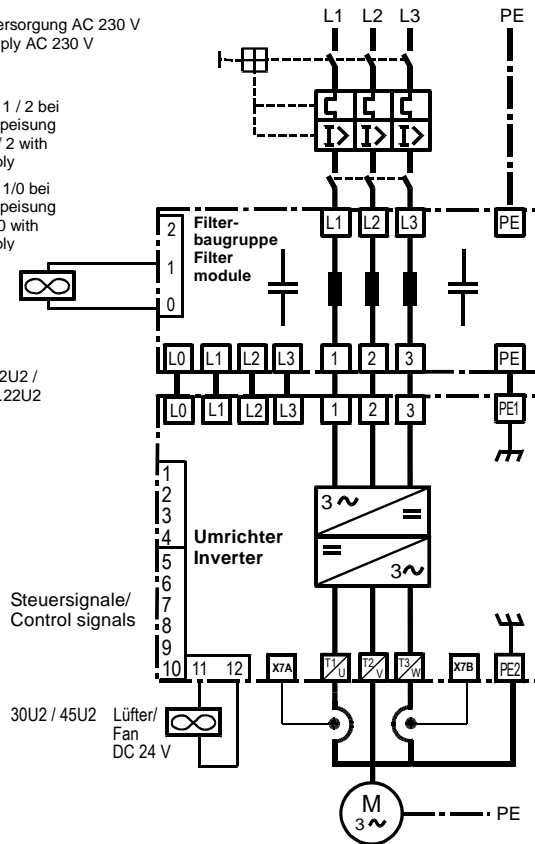 L1 L2 L3 PE
ersorgung AC 230 V
ply AC 230 V
1 / 2 bei
peisung
/ 2 with
ply
1/0 bei
peisung
0 with
ply
I> I> I>
2
1
0
Filter-
baugruppe
Filter
module
L1 L2 L3 PE
L0 L1 L2 L3 1 2 3 PE
2U2 /
.22U2
L0 L1 L2 L3 1 2 3 PE1
1
2
3
4
5
6
7
8
9
10 11 12
Umrichter
Inverter
3 ~ =
= 3 ~
Steuersignale/
Control signals
X7A T1/U T2/V T3/W X7B PE2
30U2 / 45U2
Lüfter/
Fan
DC 24 V
M
3 ~
PE